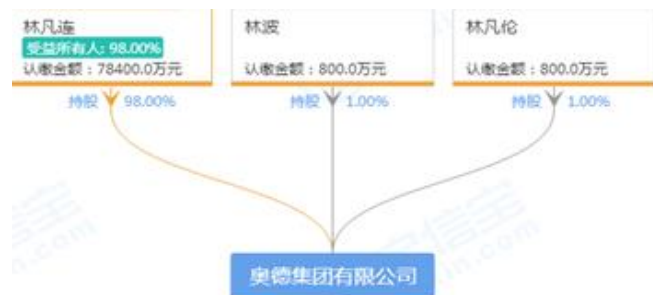 林凡连
受益所有人: 98.00%
认缴金额：78400.0万元
林波
认缴金额：800.0万元
林凡伦
认缴金额：800.0万元
持股 98.00%
持股 1.00%
持股 1.00%
奥德集团有限公司